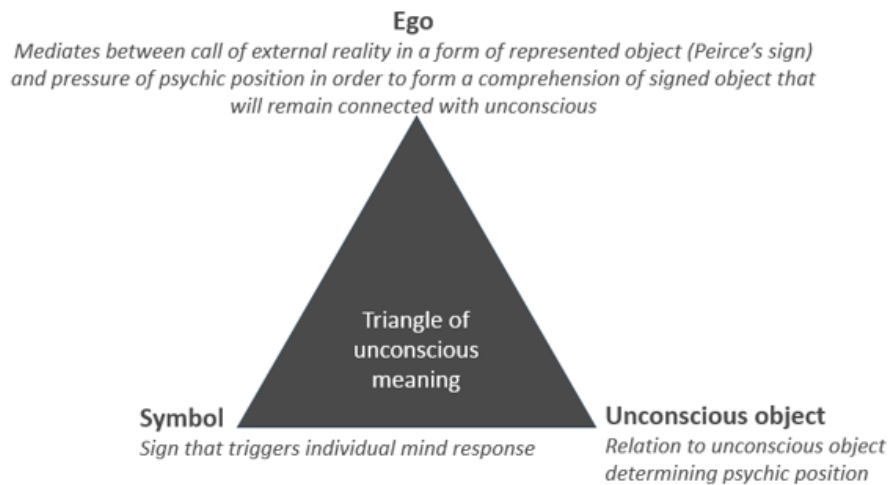 Ego
Mediates between call of external reality in a form of represented object (Peirce's sign)
and pressure of psychic position in order to form a comprehension of signed object that
will remain connected with unconscious
Triangle of
unconscious
meaning
Symbol
Sign that triggers individual mind response
Unconscious object
Relation to unconscious object
determining psychic position